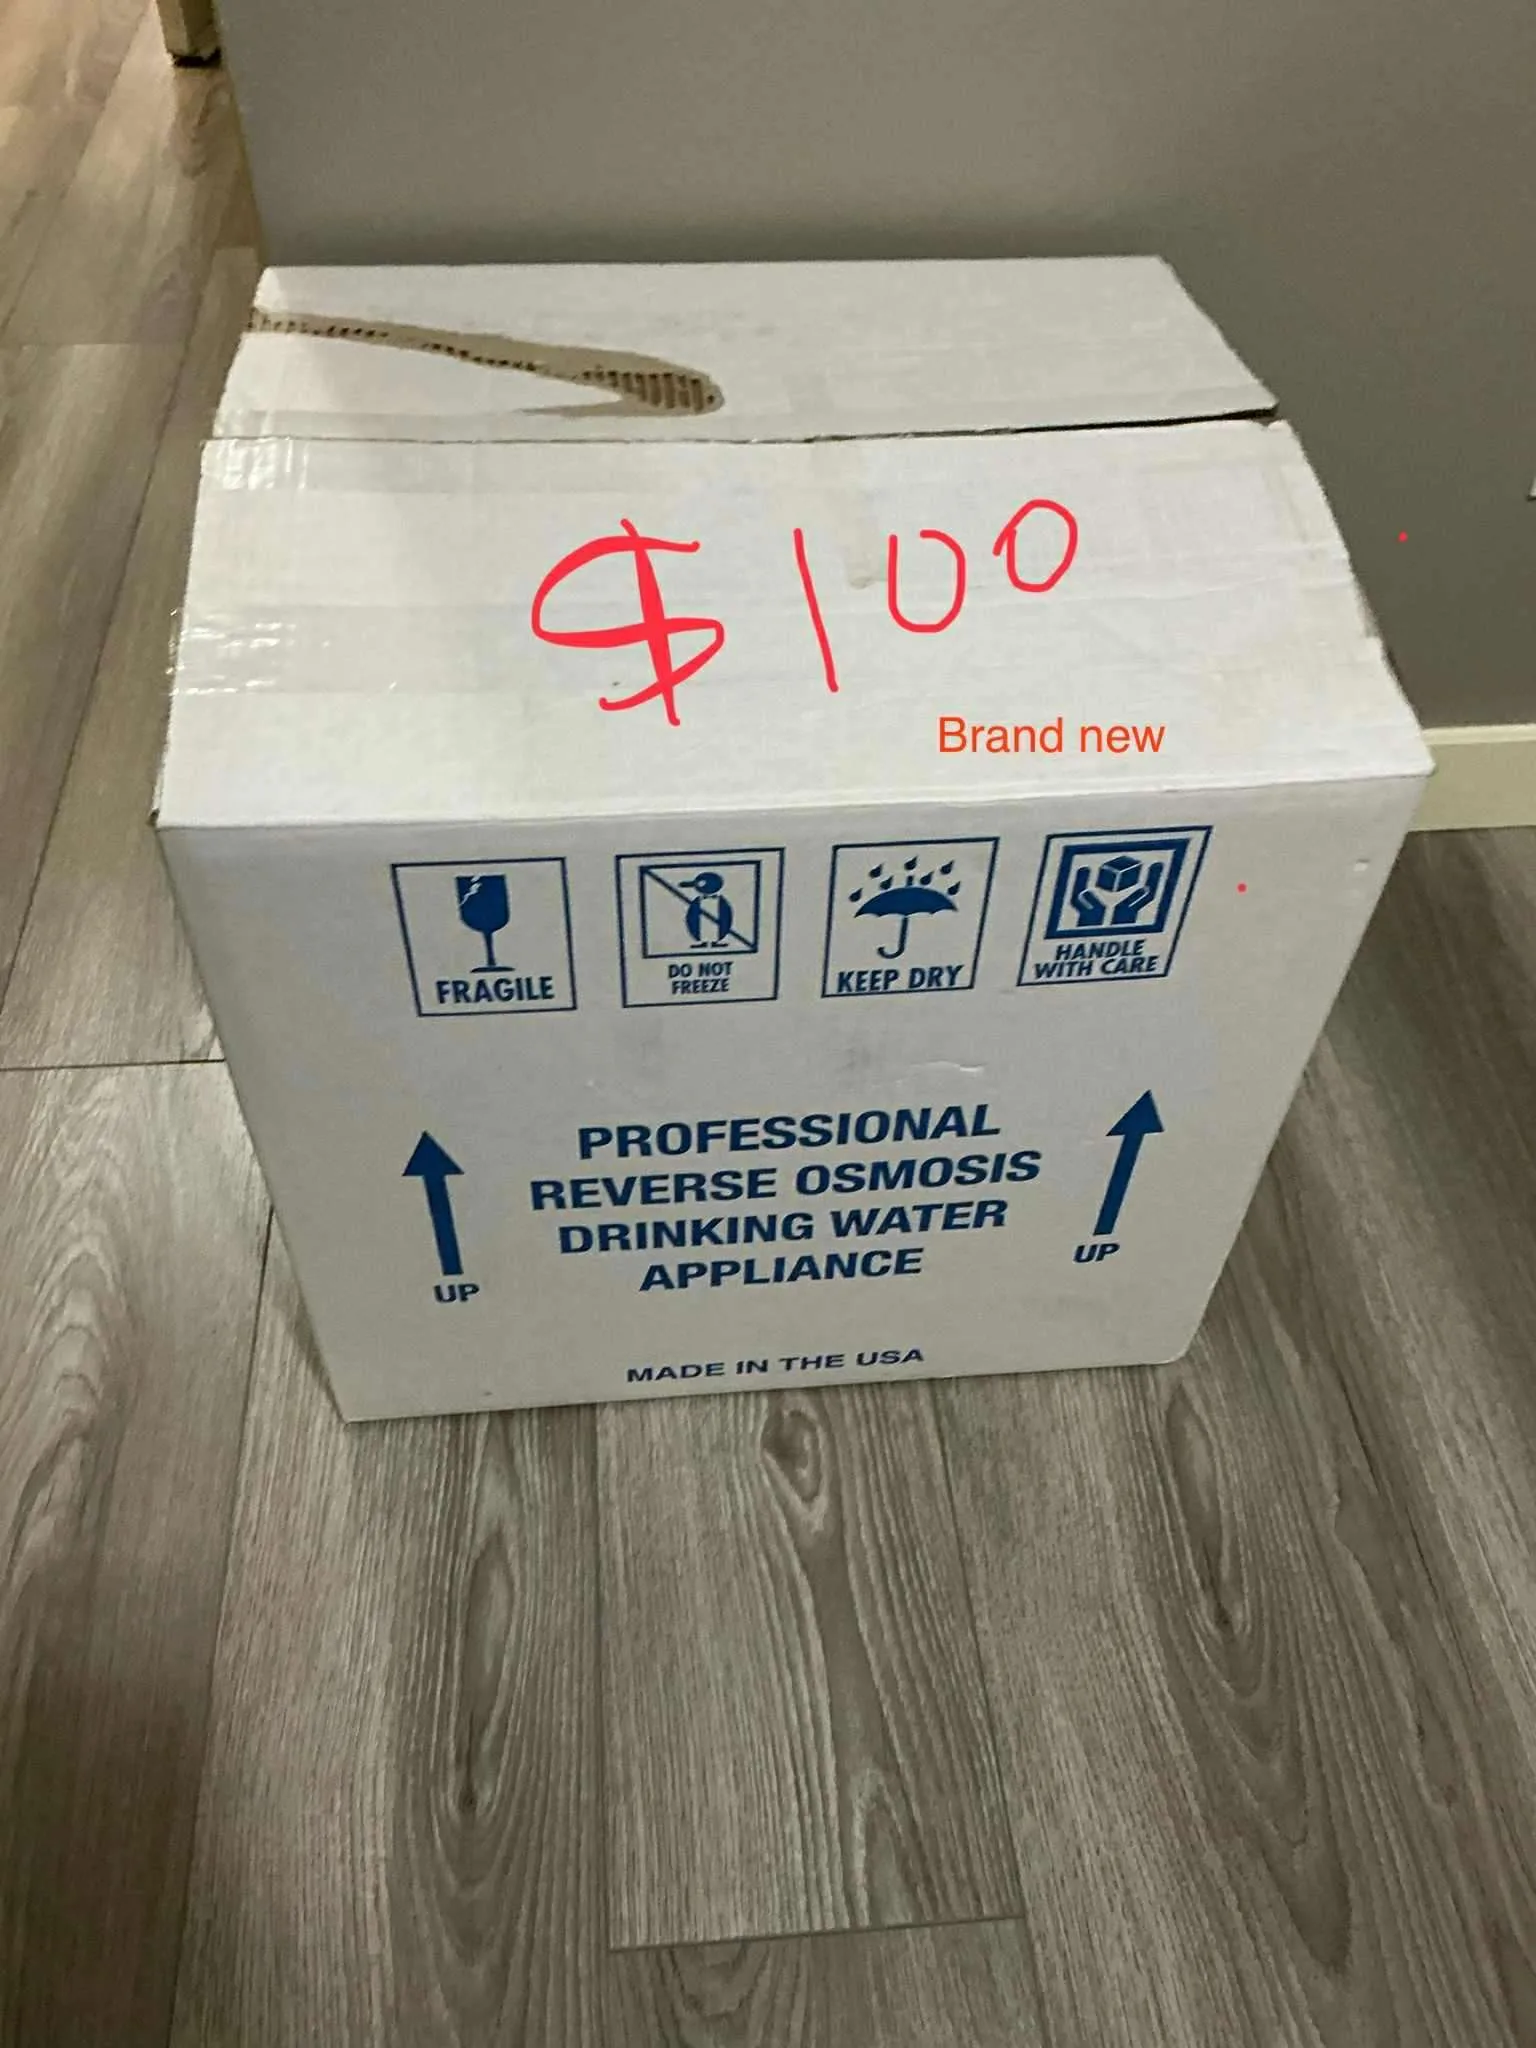 $100
Brand new
FRAGILE
DO NOT
FREEZE
KEEP DRY
HANDLE
WITH CARE
PROFESSIONAL
REVERSE OSMOSIS
DRINKING WATER
APPLIANCE
UP
UP
MADE IN THE USA